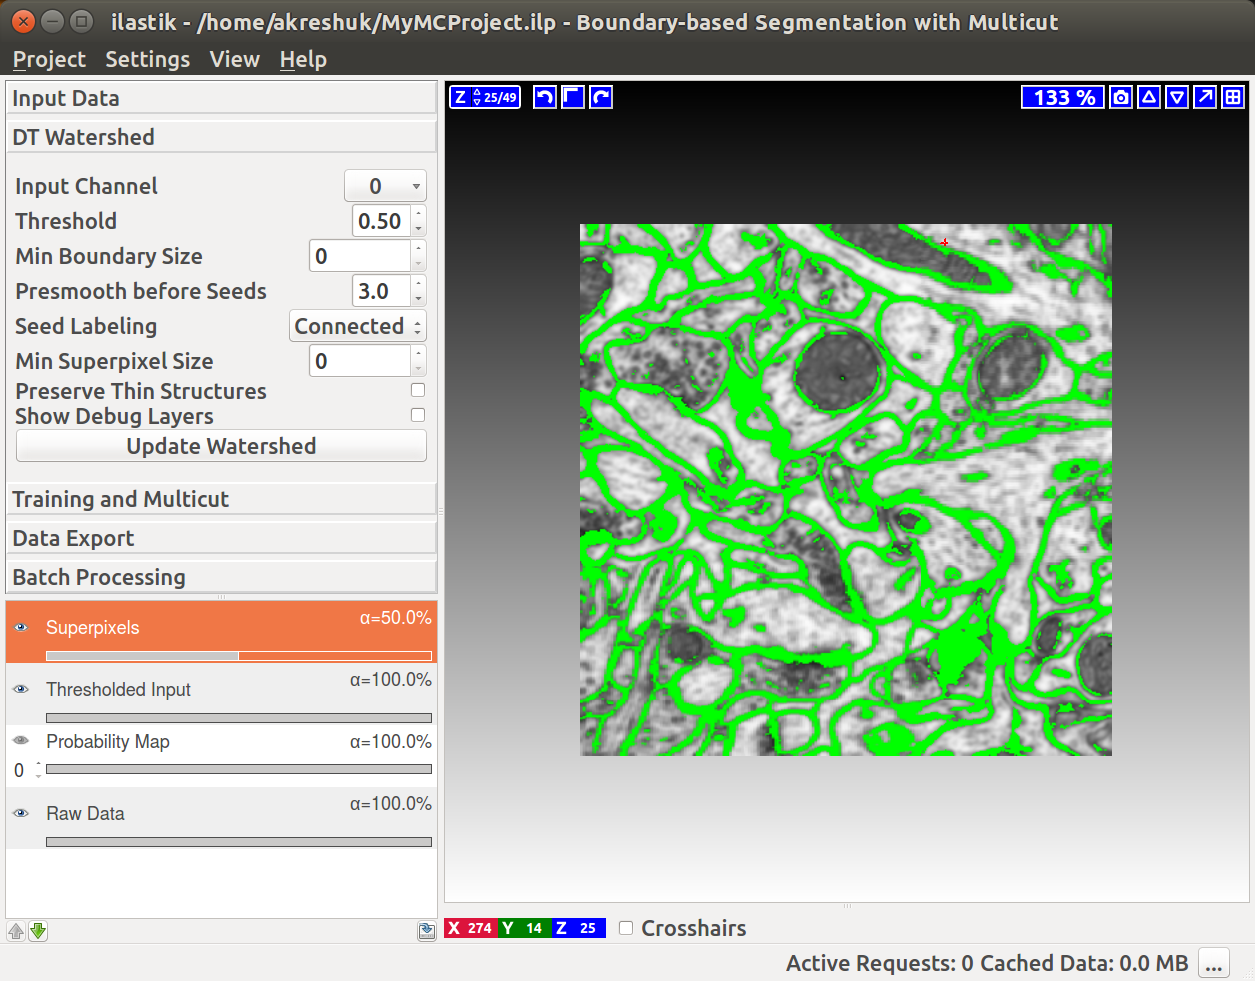 ilastik - /home/akreshuk/MyMCProject.ilp - Boundary-based Segmentation with Multicut
Project Settings View Help
Input Data
DT Watershed
Input Channel 0
Threshold 0.50
Min Boundary Size 0
Presmooth before Seeds 3.0
Seed Labeling Connected
Min Superpixel Size 0
Preserve Thin Structures
Show Debug Layers
Update Watershed
Training and Multicut
Data Export
Batch Processing
Superpixels α=50.0%
Thresholded Input α=100.0%
Probability Map α=100.0%
0
Raw Data α=100.0%
Z 25/49
133 %
X 274 Y 14 Z 25 Crosshairs
Active Requests: 0 Cached Data: 0.0 MB ...